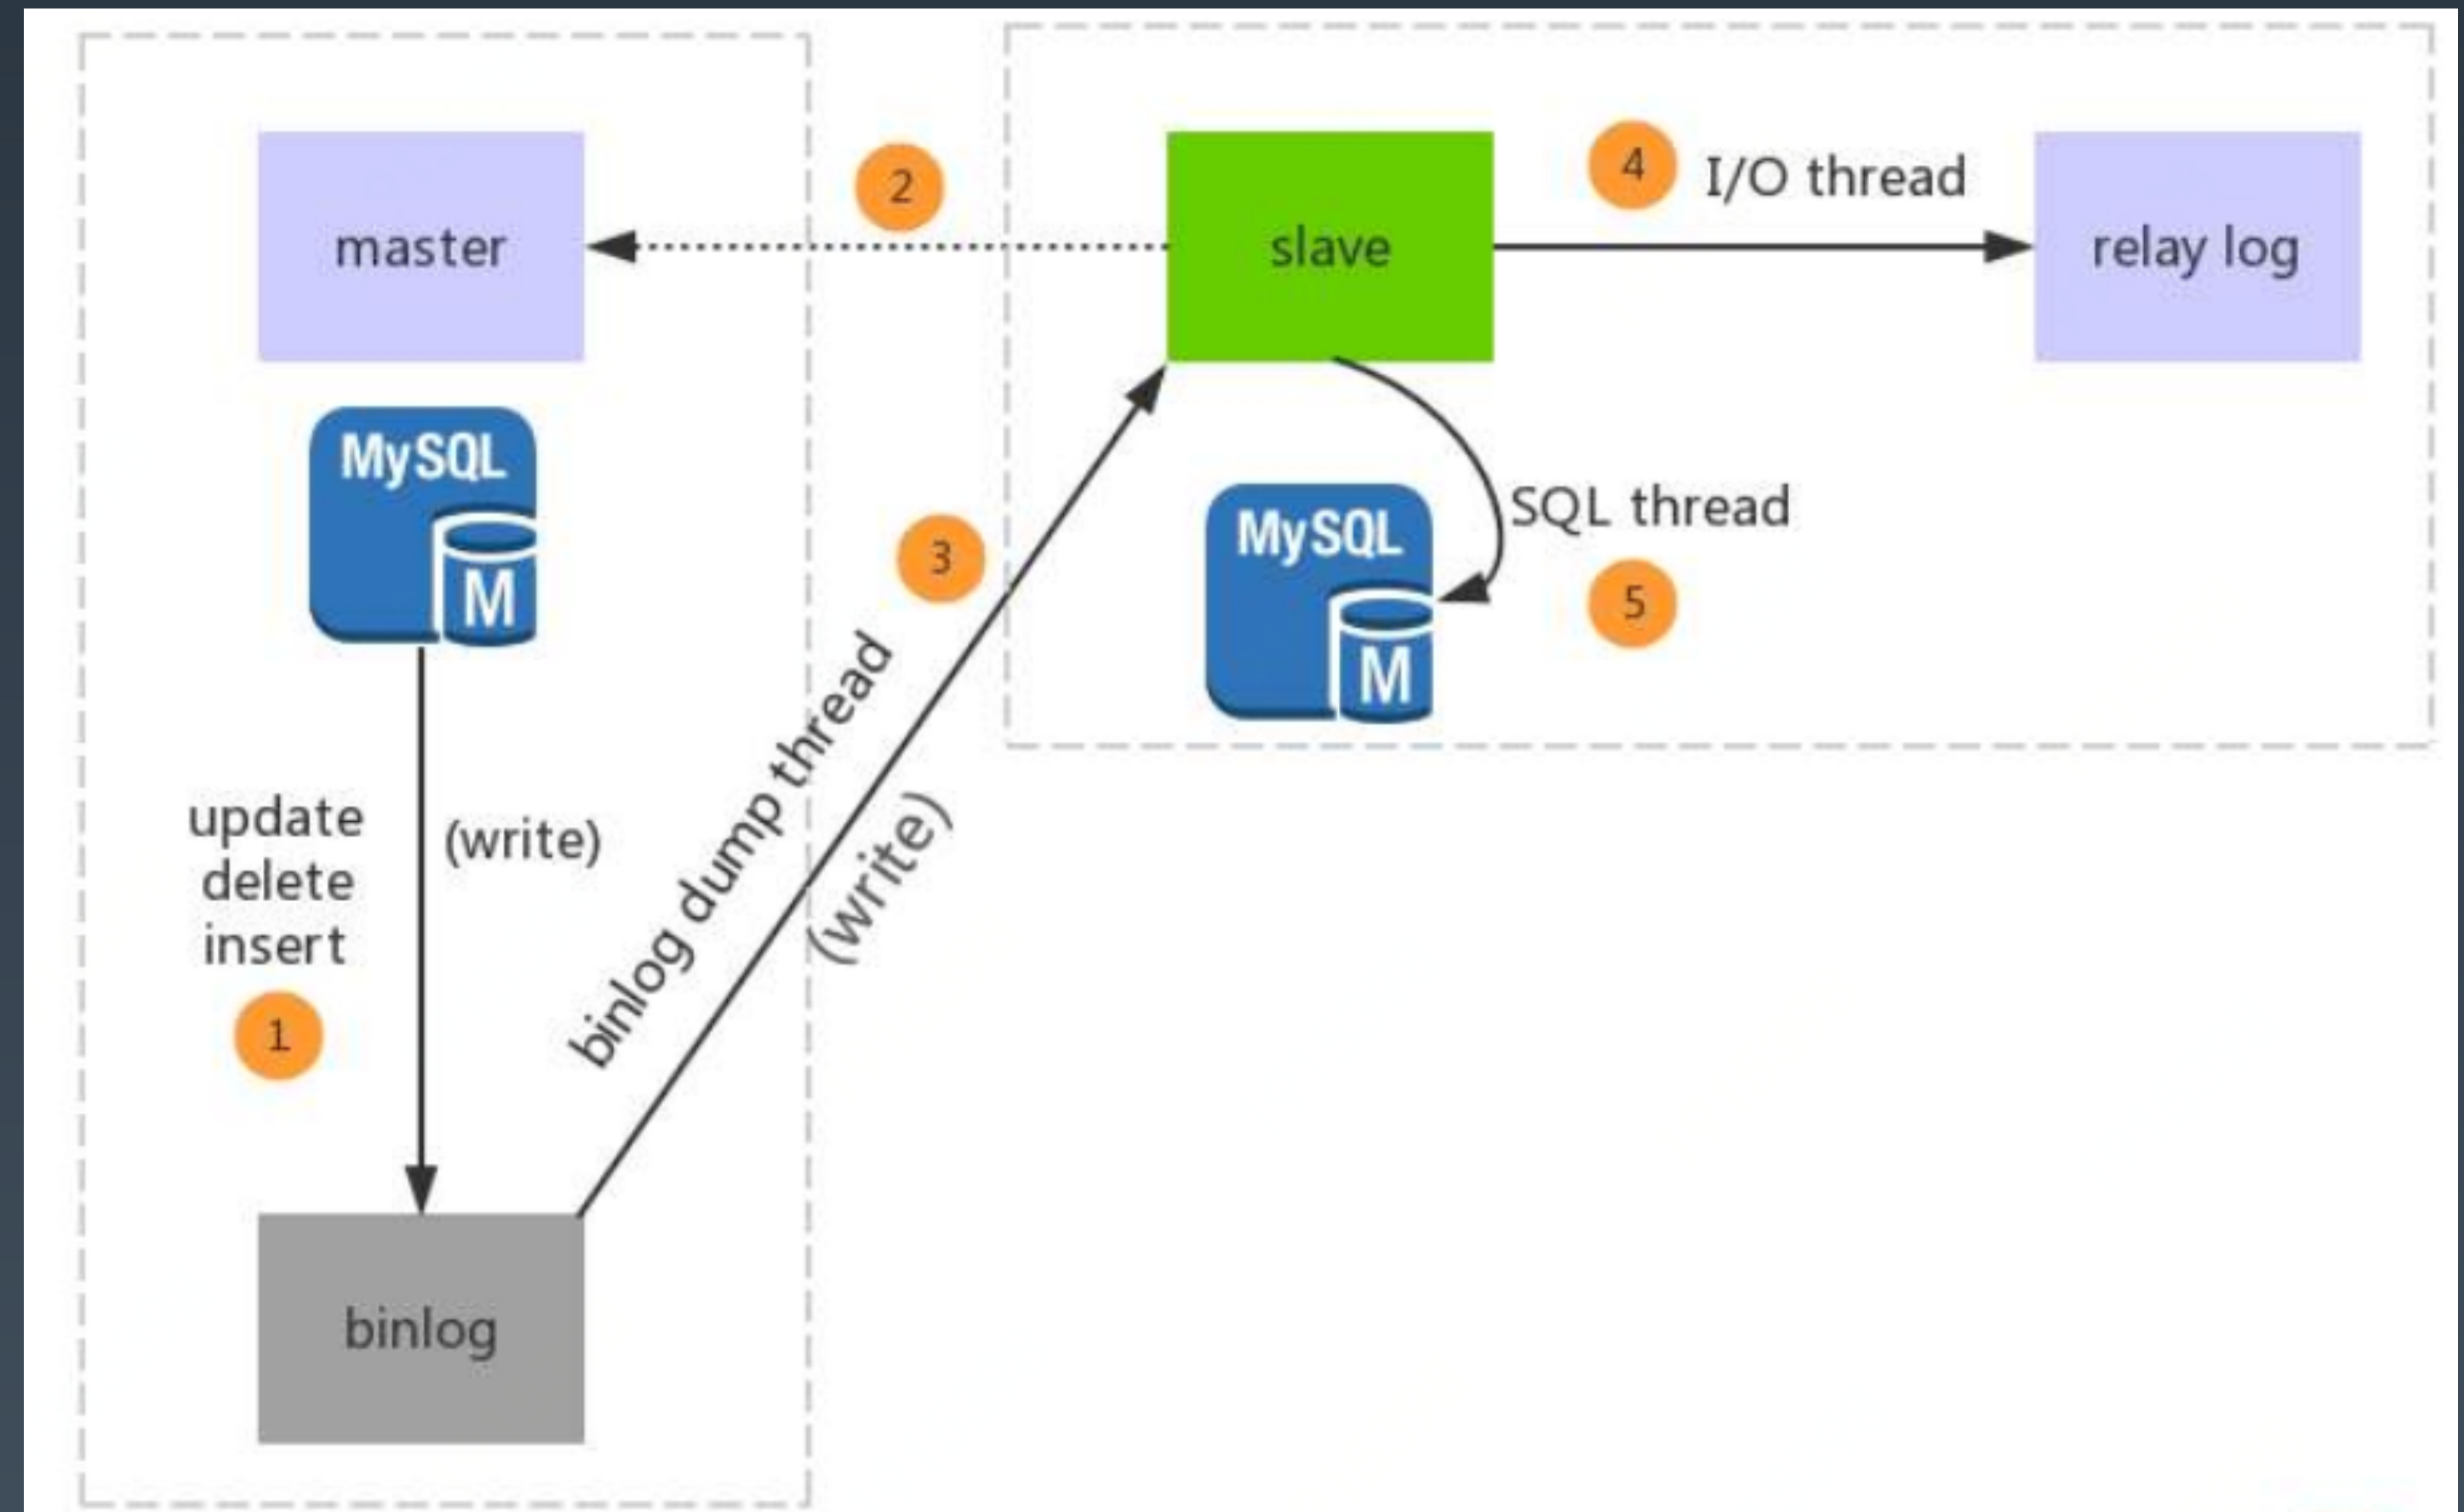 master
2
slave
4
I/O thread
relay log
MySQL
M
MySQL
M
SQL thread
5
3
binlog dump thread
(write)
update
delete
insert
(write)
1
binlog